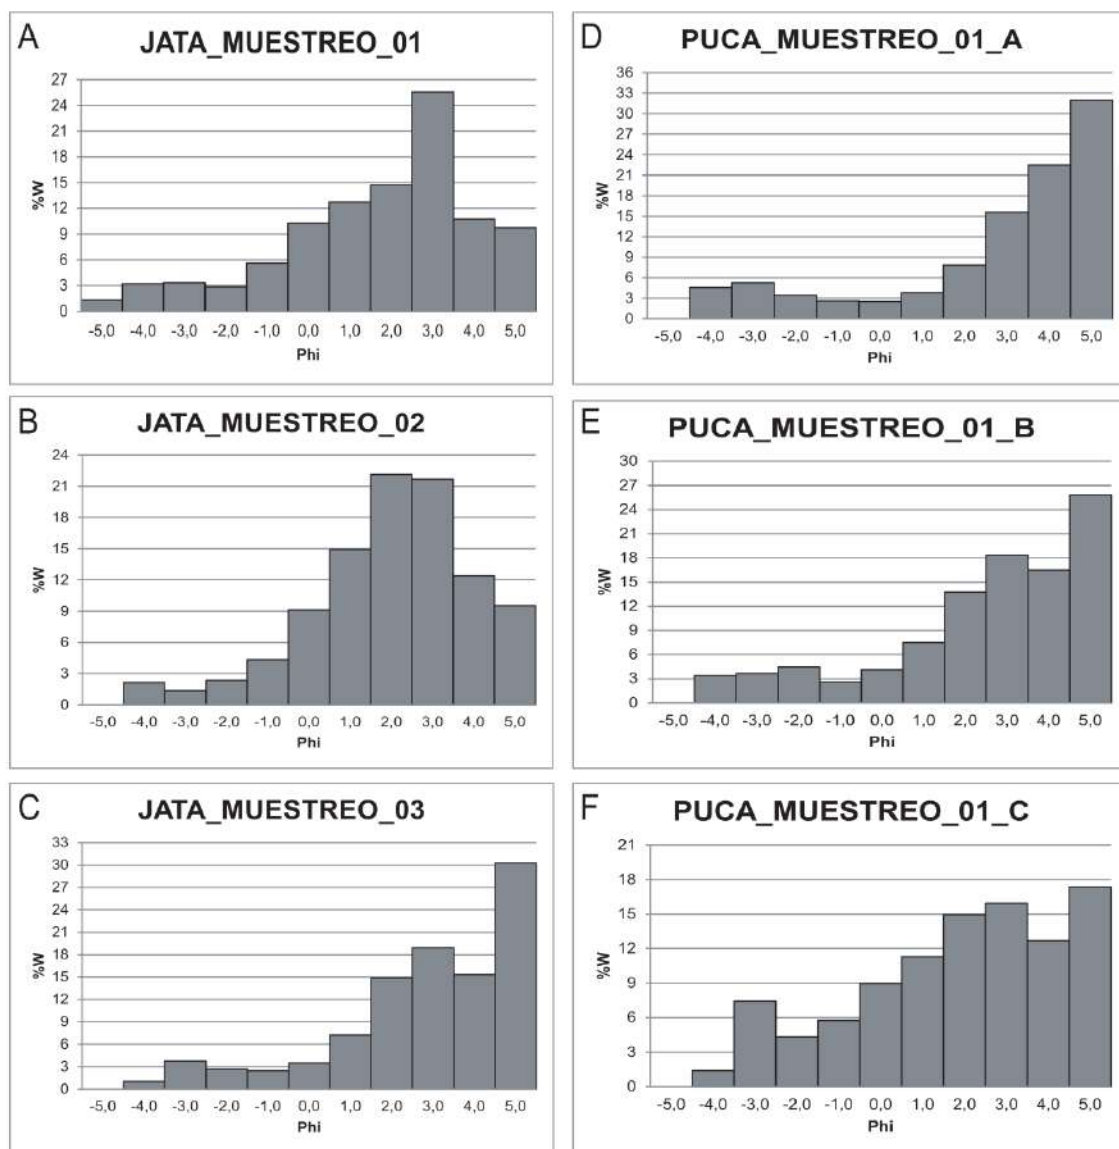 A
JATA_MUESTREO_01
27
24
21
18
15
12
9
6
3
0
%W
-5,0 -4,0 -3,0 -2,0 -1,0 0,0 1,0 2,0 3,0 4,0 5,0
Phi
B
JATA_MUESTREO_02
24
21
18
15
12
9
6
3
0
%W
-5,0 -4,0 -3,0 -2,0 -1,0 0,0 1,0 2,0 3,0 4,0 5,0
Phi
C
JATA_MUESTREO_03
33
30
27
24
21
18
15
12
9
6
3
0
%W
-5,0 -4,0 -3,0 -2,0 -1,0 0,0 1,0 2,0 3,0 4,0 5,0
Phi
D
PUCA_MUESTREO_01_A
36
33
30
27
24
21
18
15
12
9
6
3
0
%W
-5,0 -4,0 -3,0 -2,0 -1,0 0,0 1,0 2,0 3,0 4,0 5,0
Phi
E
PUCA_MUESTREO_01_B
30
27
24
21
18
15
12
9
6
3
0
%W
-5,0 -4,0 -3,0 -2,0 -1,0 0,0 1,0 2,0 3,0 4,0 5,0
Phi
F
PUCA_MUESTREO_01_C
21
18
15
12
9
6
3
0
%W
-5,0 -4,0 -3,0 -2,0 -1,0 0,0 1,0 2,0 3,0 4,0 5,0
Phi